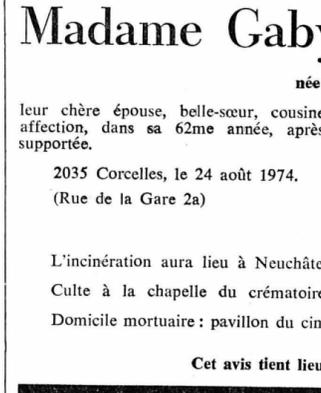 Madame Gaby
née
leur chère épouse, belle-sœur, cousine
affection, dans sa 62me année, après
supportée.
2035 Corcelles, le 24 août 1974.
(Rue de la Gare 2a)
L'incinération aura lieu à Neuchâte
Culte à la chapelle du crématoire
Domicile mortuaire : pavillon du cin
Cet avis tient lieu